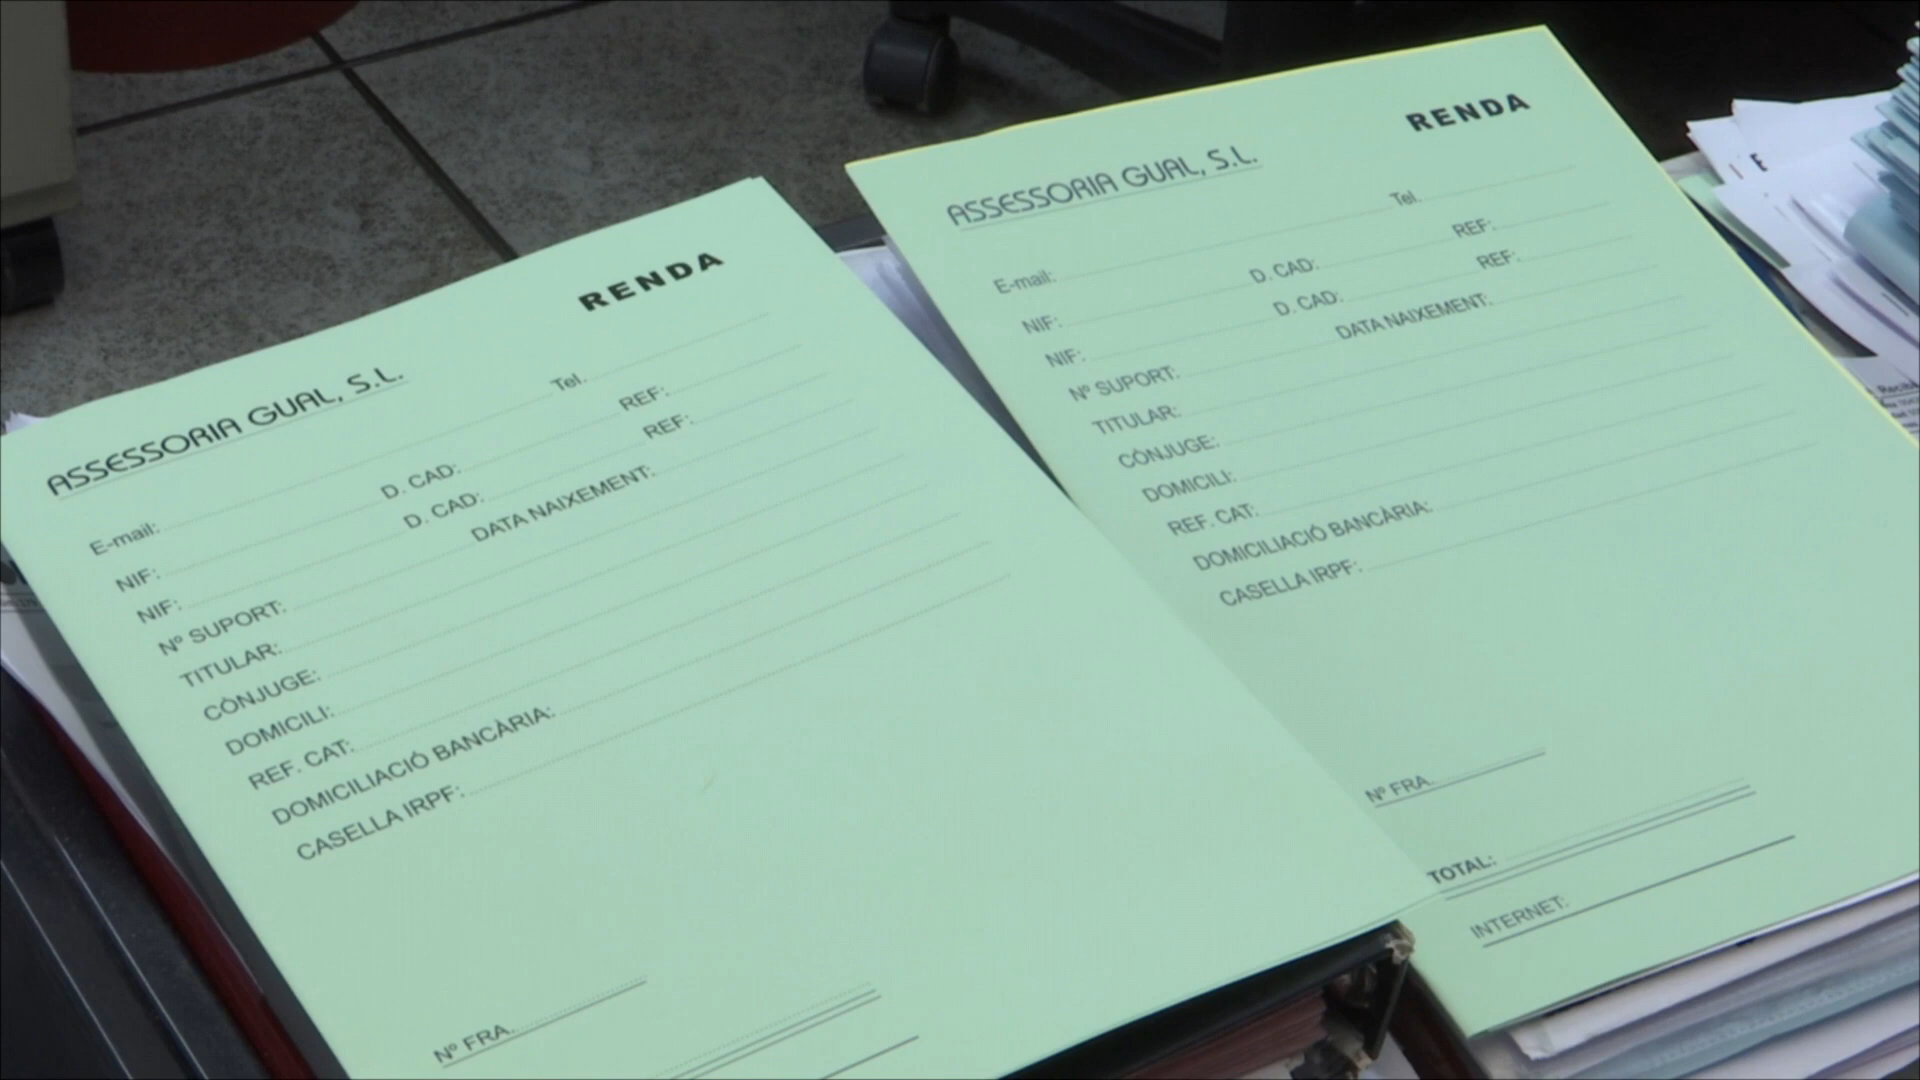 RENDA
ASSESSORIA GUAL, S.L.
Tel.
E-mail:
D. CAD: REF:
NIF:
D. CAD: REF:
NIF:
DATA NAIXEMENT:
Nº SUPORT:
TITULAR:
CÒNJUGE:
DOMICILI:
REF. CAT:
DOMICILIACIÓ BANCÀRIA:
CASELLA IRPF:
Nº FRA.
RENDA
ASSESSORIA GUAL, S.L.
Tel.
E-mail:
D. CAD: REF:
NIF:
D. CAD: REF:
NIF:
DATA NAIXEMENT:
Nº SUPORT:
TITULAR:
CÒNJUGE:
DOMICILI:
REF. CAT:
DOMICILIACIÓ BANCÀRIA:
CASELLA IRPF:
Nº FRA.
TOTAL:
INTERNET: